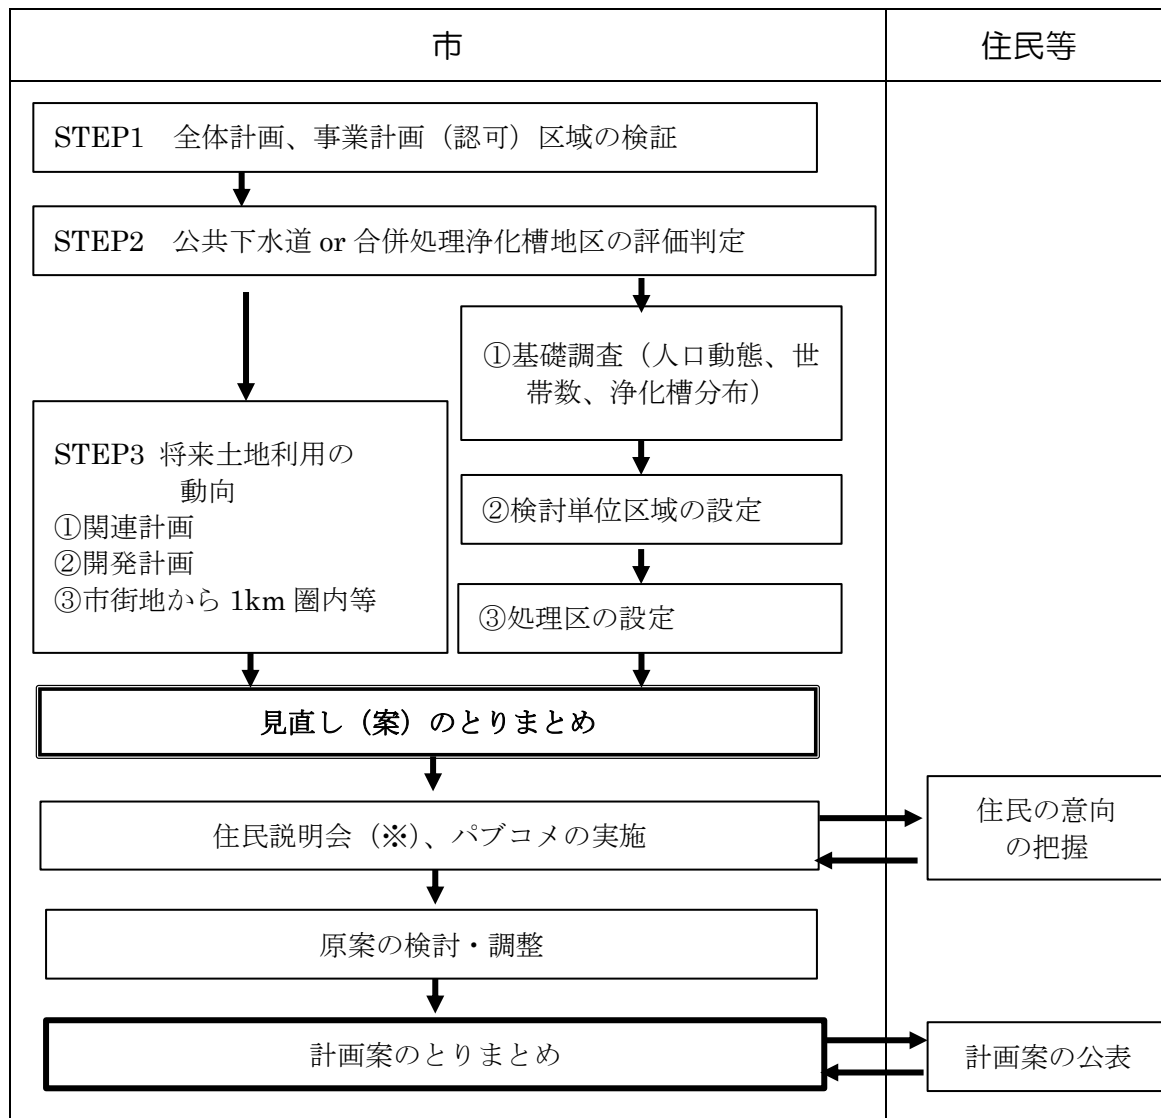 市
住民等
STEP1　全体計画、事業計画（認可）区域の検証
STEP2　公共下水道 or 合併処理浄化槽地区の評価判定
①基礎調査（人口動態、世
帯数、浄化槽分布）
STEP3 将来土地利用の
動向
①関連計画
②開発計画
③市街地から 1km 圏内等
②検討単位区域の設定
③処理区の設定
見直し（案）のとりまとめ
住民説明会（※）、パブコメの実施
住民の意向
の把握
原案の検討・調整
計画案のとりまとめ
計画案の公表